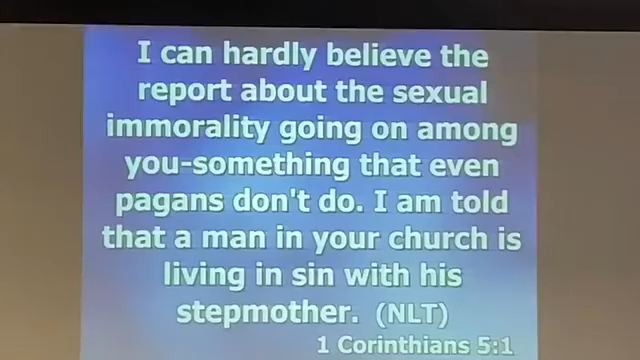 I can hardly believe the
report about the sexual
immorality going on among
you-something that even
pagans don't do. I am told
that a man in your church is
living in sin with his
stepmother. (NLT)
1 Corinthians 5:1